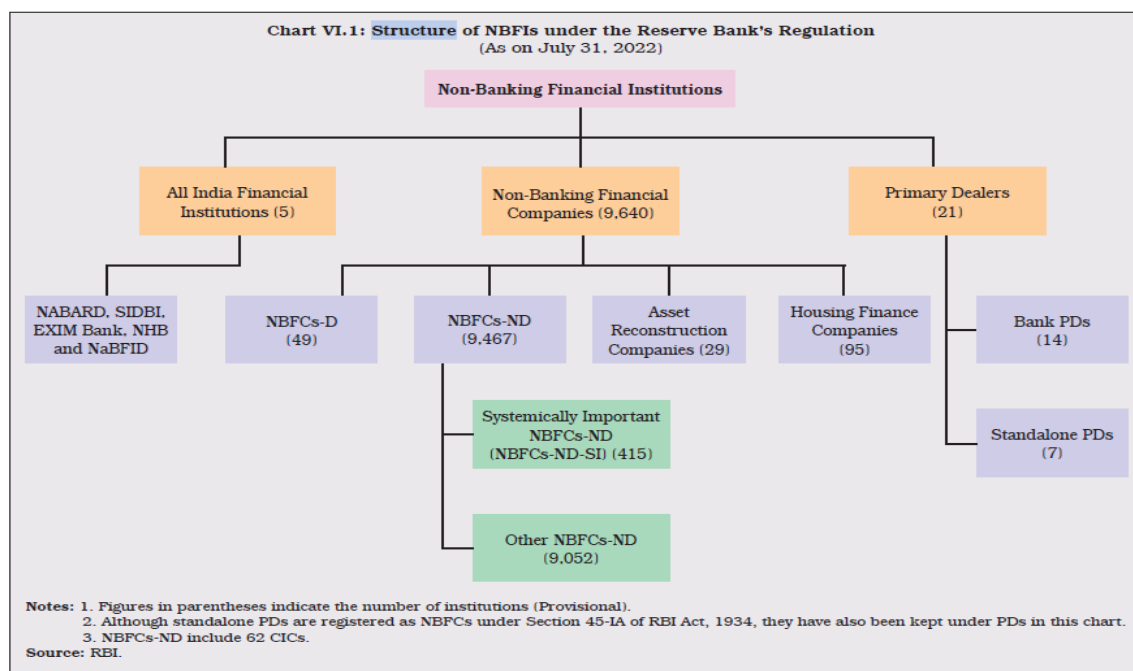 Chart VI.1: Structure of NBFIs under the Reserve Bank's Regulation
(As on July 31, 2022)
Non-Banking Financial Institutions
All India Financial
Institutions (5)
Non-Banking Financial
Companies (9,640)
Primary Dealers
(21)
NABARD, SIDBI,
EXIM Bank, NHB
and NaBFID
NBFCs-D
(49)
NBFCs-ND
(9,467)
Asset
Reconstruction
Companies (29)
Housing Finance
Companies
(95)
Bank PDs
(14)
Systemically Important
NBFCs-ND
(NBFCs-ND-SI) (415)
Standalone PDs
(7)
Other NBFCs-ND
(9,052)
Notes: 1. Figures in parentheses indicate the number of institutions (Provisional).
2. Although standalone PDs are registered as NBFCs under Section 45-IA of RBI Act, 1934, they have also been kept under PDs in this chart.
3. NBFCs-ND include 62 CICs.
Source: RBI.